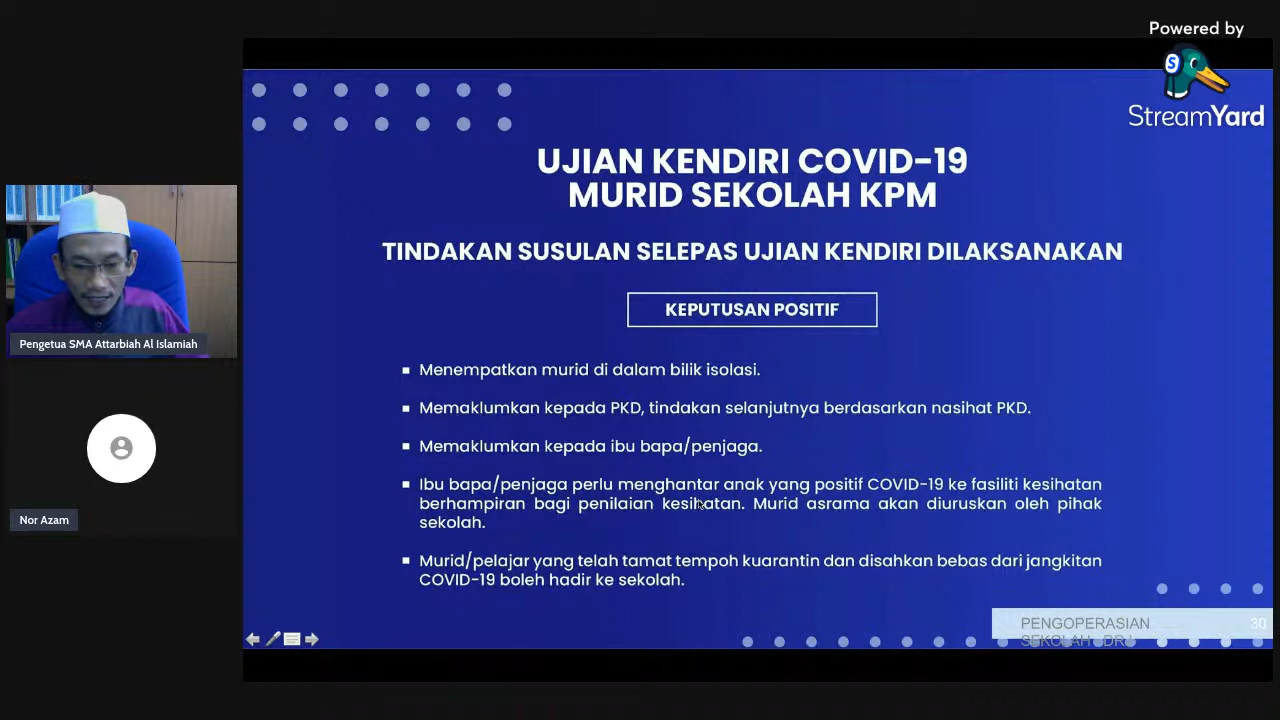 Powered by
StreamYard
UJIAN KENDIRI COVID-19
MURID SEKOLAH KPM
TINDAKAN SUSULAN SELEPAS UJIAN KENDIRI DILAKSANAKAN
KEPUTUSAN POSITIF
Menempatkan murid di dalam bilik isolasi.
Memaklumkan kepada PKD, tindakan selanjutnya berdasarkan nasihat PKD.
Memaklumkan kepada ibu bapa/penjaga.
Ibu bapa/penjaga perlu menghantar anak yang positif COVID-19 ke fasiliti kesihatan
berhampiran bagi penilaian kesihatan. Murid asrama akan diuruskan oleh pihak
sekolah.
Murid/pelajar yang telah tamat tempoh kuarantin dan disahkan bebas dari jangkitan
COVID-19 boleh hadir ke sekolah.
PENGOPERASIAN
SEKOLAH
30
Pengetua SMA Attarbiah Al Islamiah
Nor Azam